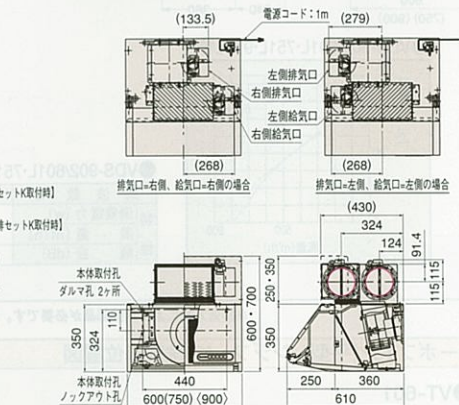 (133.5)
電源コード：1m
(279)
左側排気口
右側排気口
左側給気口
右側給気口
(268)
(268)
排気口=右側、給気口=右側の場合
排気口=左側、給気口=左側の場合
セットK取付時】
排セットK取付時】
(430)
324
124
91.4
115
115
250・350
350
本体取付孔
ダルマ孔 2ヶ所
350
324
110
600・700
本体取付孔
ノックアウト孔
440
600(750)〈900〉
250
360
610